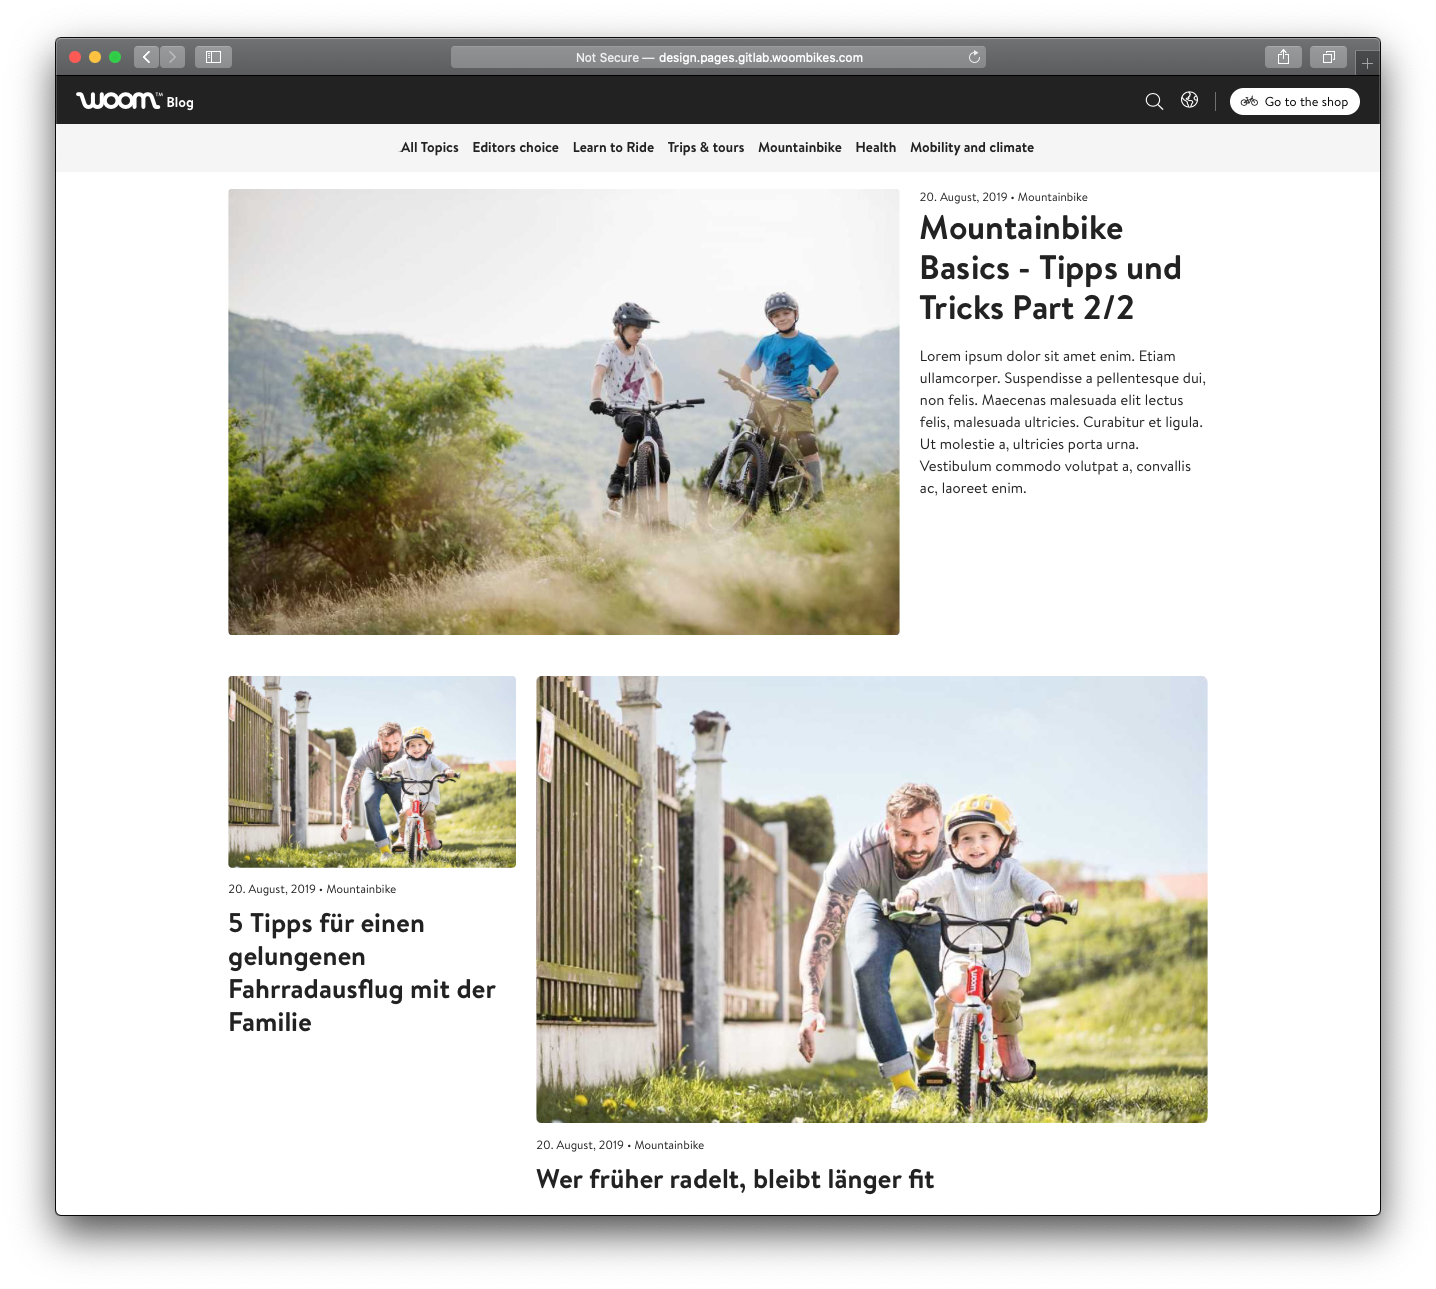 Not Secure — design.pages.gitlab.woombikes.com
woom™ Blog
Go to the shop
All Topics Editors choice Learn to Ride Trips & tours Mountainbike Health Mobility and climate
20. August, 2019 • Mountainbike
Mountainbike
Basics - Tipps und
Tricks Part 2/2
Lorem ipsum dolor sit amet enim. Etiam
ullamcorper. Suspendisse a pellentesque dui,
non felis. Maecenas malesuada elit lectus
felis, malesuada ultricies. Curabitur et ligula.
Ut molestie a, ultricies porta urna.
Vestibulum commodo volutpat a, convallis
ac, laoreet enim.
20. August, 2019 • Mountainbike
5 Tipps für einen
gelungenen
Fahrradausflug mit der
Familie
woom
20. August, 2019 • Mountainbike
Wer früher radelt, bleibt länger fit